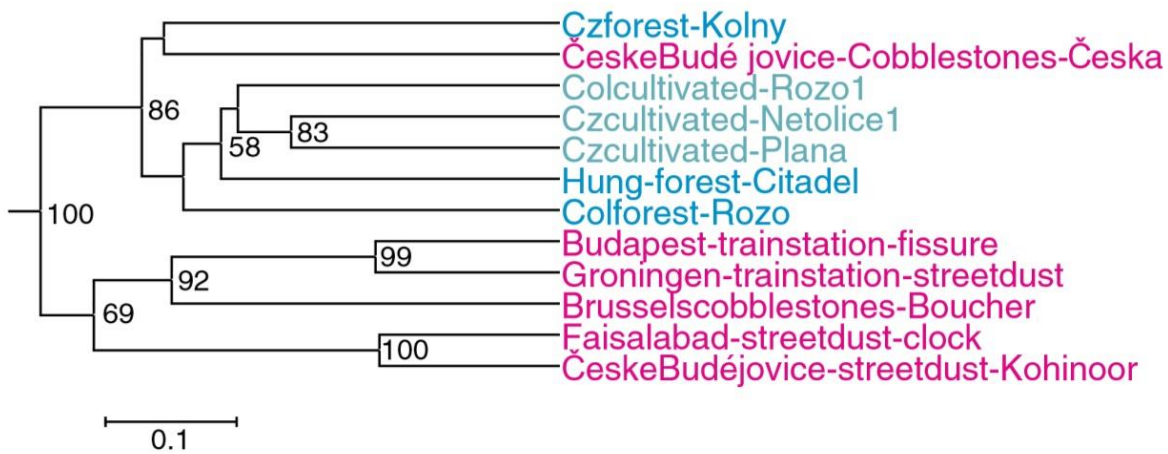 Czforest-Kolny
ČeskeBudé jovice-Cobblestones-Česka
86
Colcultivated-Rozo1
Czcultivated-Netolice1
83
58
Czcultivated-Plana
Hung-forest-Citadel
100
Colforest-Rozo
Budapest-trainstation-fissure
99
92
Groningen-trainstation-streetdust
69
Brusselscobblestones-Boucher
Faisalabad-streetdust-clock
100
ČeskeBudéjovice-streetdust-Kohinoor
0.1